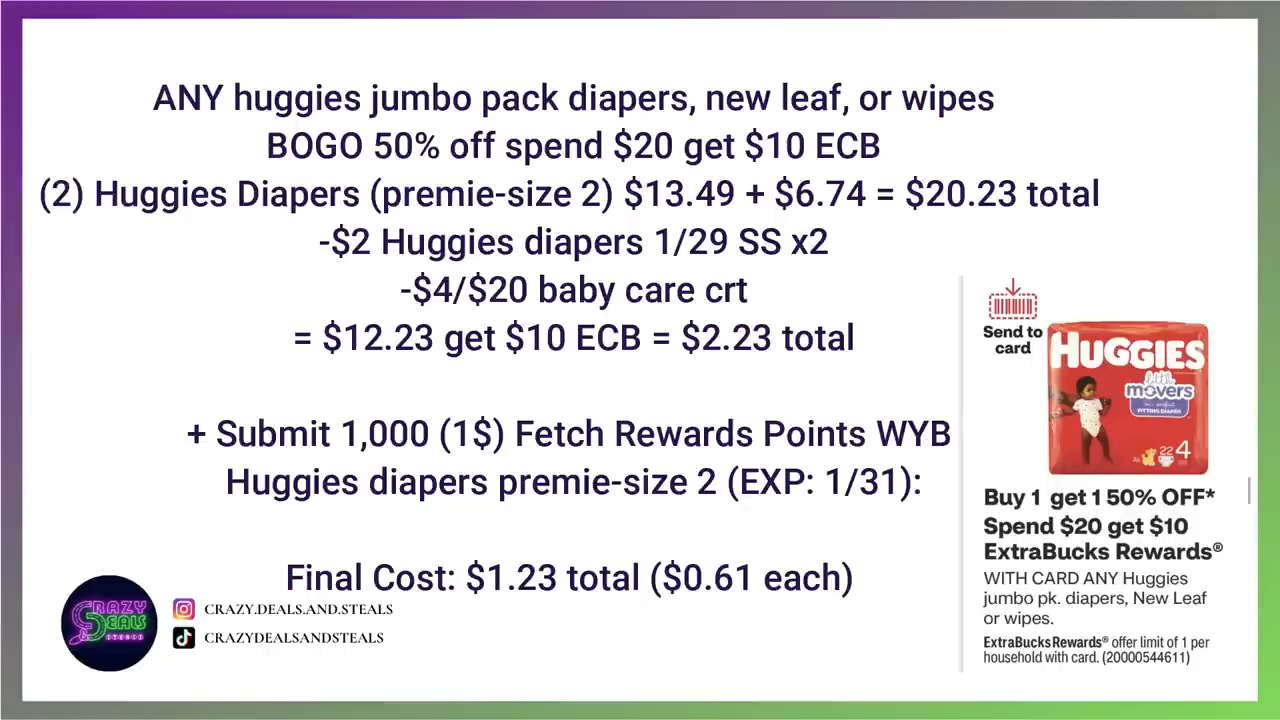 ANY huggies jumbo pack diapers, new leaf, or wipes
BOGO 50% off spend $20 get $10 ECB
(2) Huggies Diapers (premie-size 2) $13.49 + $6.74 = $20.23 total
-$2 Huggies diapers 1/29 SS x2
-$4/$20 baby care crt
= $12.23 get $10 ECB = $2.23 total
+ Submit 1,000 (1$) Fetch Rewards Points WYB
Huggies diapers premie-size 2 (EXP: 1/31):
Final Cost: $1.23 total ($0.61 each)
CRAZY
DEALS
CRAZY.DEALS.AND.STEALS
CRAZYDEALSANDSTEALS
Send to
card
HUGGIES
little
movers
FITTING DIAPER
22
4
Buy 1 get 1 50% OFF*
Spend $20 get $10
ExtraBucks Rewards®
WITH CARD ANY Huggies
jumbo pk. diapers, New Leaf
or wipes.
ExtraBucks Rewards® offer limit of 1 per
household with card. (20000544611)